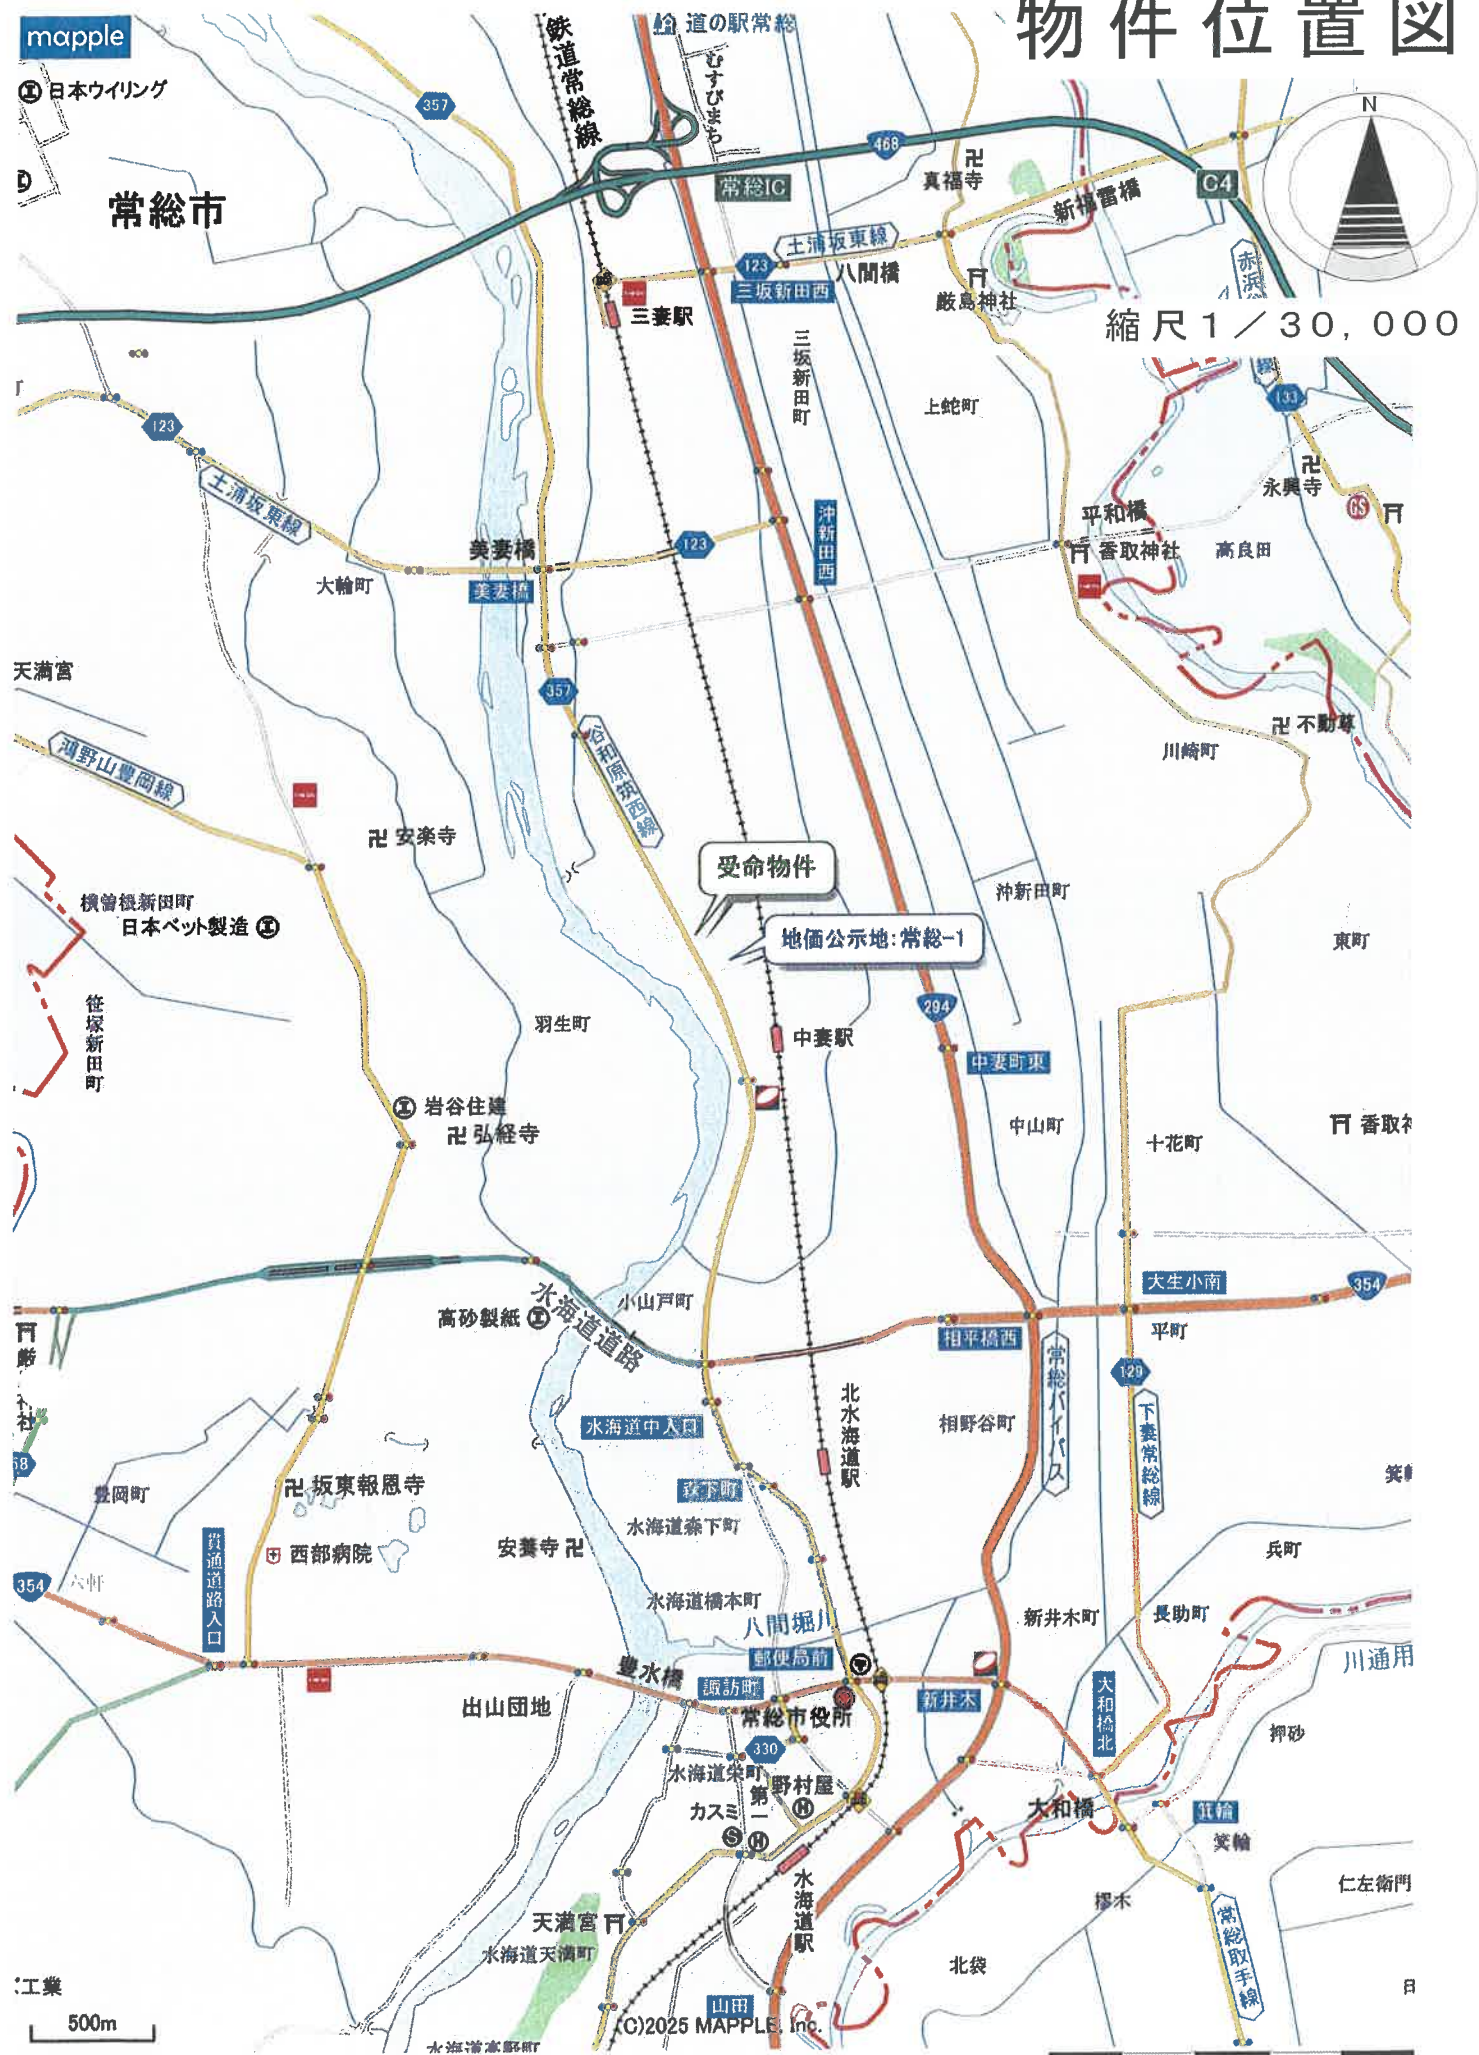 物件位置図
mapple
道の駅常総
鉄道常総線
むすびまち
日本ウイリング
357
468
常総IC
C4
N
真福寺
新福雷橋
常総市
土浦坂東線
123
八間橋
三坂新田西
厳島神社
三妻駅
縮尺1/30,000
三坂新田町
上蛇町
133
123
土浦坂東線
永興寺
GS
平和橋
沖新田西
美妻橋
123
香取神社
高良田
大輪町
美妻橋
天満宮
357
谷和原筑西線
不動尊
川崎町
鴻野山豊岡線
安楽寺
受命物件
沖新田町
横曽根新田町
日本ペット製造
地価公示地:常総-1
東町
笹塚新田町
羽生町
294
中妻駅
中妻町東
岩谷住建
弘経寺
中山町
十花町
香取神
大生小南
354
水海道道路
小山戸町
高砂製紙
相平橋西
平町
常総バイパス
129
下妻常総線
北水海道駅
水海道中入口
相野谷町
豊岡町
坂東報恩寺
森下町
水海道森下町
西部病院
安養寺
兵町
354
六軒
貫通道路入口
水海道橋本町
八間堀川
新井木町
長助町
郵便局前
豊水橋
諏訪町
川通用
出山団地
常総市役所
新井木
大和橋北
押砂
330
水海道栄町
野村屋
第一
カスミ
大和橋
箕輪
箕輪
水海道駅
仁左衛門
樛木
天満宮
水海道天満町
常総取手線
北袋
工業
500m
山田
(C)2025 MAPPLE, Inc.
水海道高野町